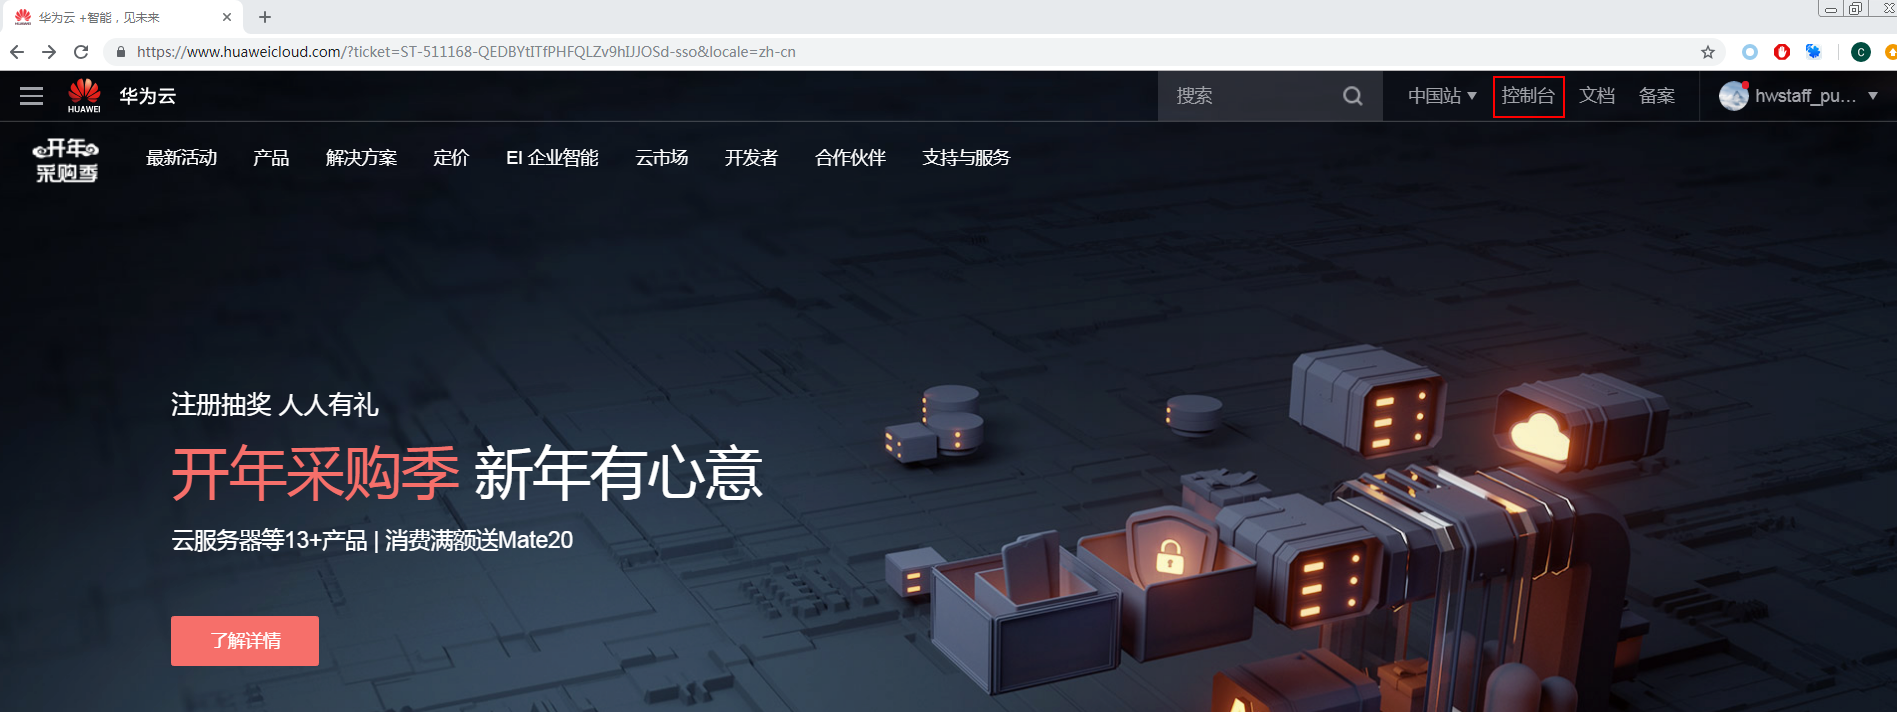 华为云 +智能，见未来
https://www.huaweicloud.com/?ticket=ST-511168-QEDBYtITfPHFQLZv9hIJJOSd-sso&locale=zh-cn
C
HUAWEI
华为云
搜索
中国站
控制台
文档
备案
hwstaff_pu...
开年
采购季
最新活动
产品
解决方案
定价
EI 企业智能
云市场
开发者
合作伙伴
支持与服务
注册抽奖 人人有礼
开年采购季 新年有心意
云服务器等13+产品 | 消费满额送Mate20
了解详情